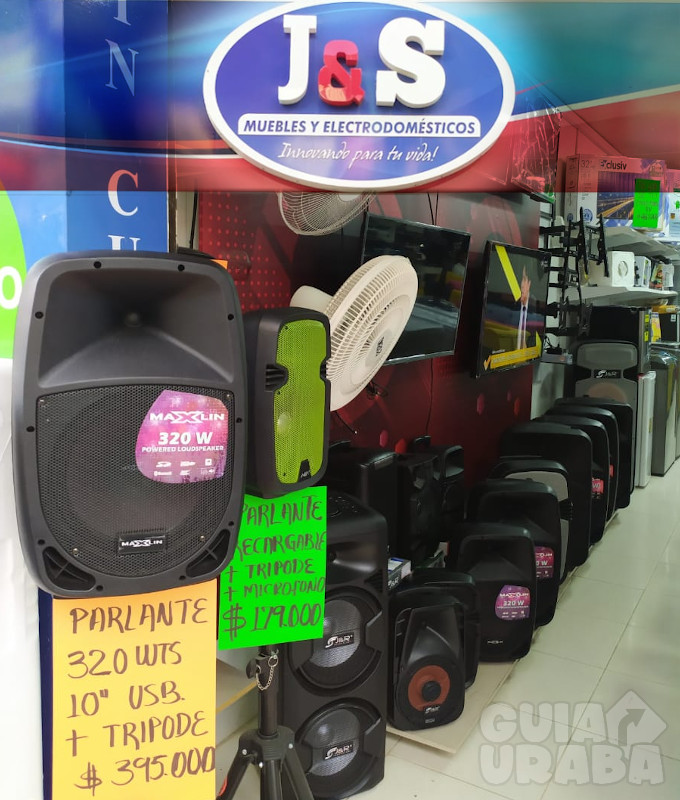 J&S
MUEBLES Y ELECTRODOMÉSTICOS
Innovando para tu vida!
clusiv
MAXLIN
320 W
POWERED LOUDSPEAKER
MAXLIN
PARLANTE
320 WTS
10" USB.
+ TRIPODE
$ 395.000
PARLANTE
RECARGABLE
+ TRIPODE
+ MICROFONO
$ 179.000
J&R
J&R
320 W
GUIA
URABA